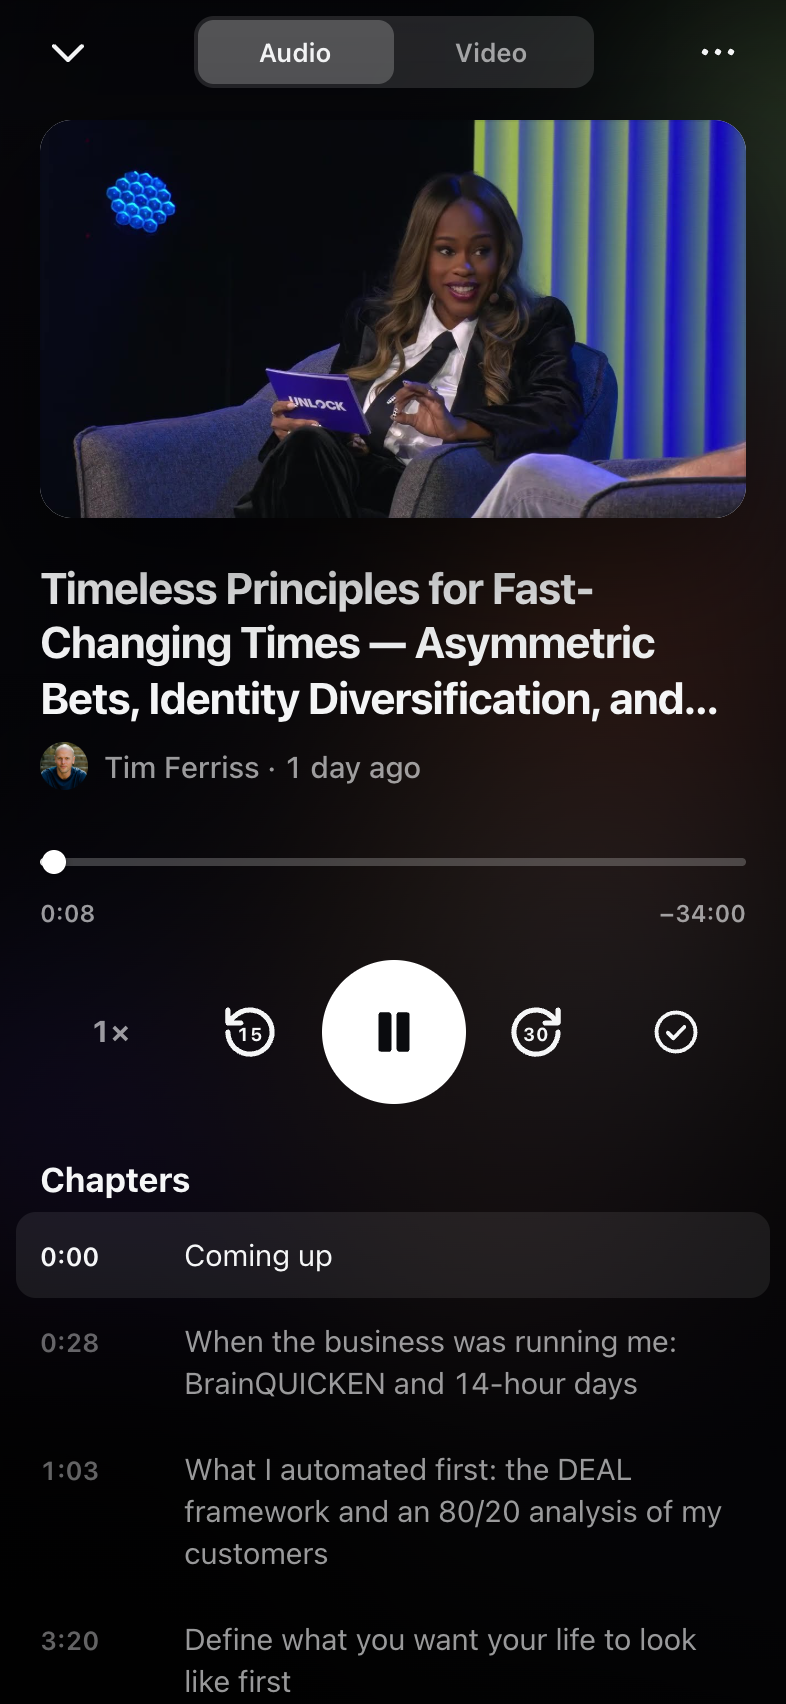 Audio
Video
UNLOCK
Timeless Principles for Fast-
Changing Times — Asymmetric
Bets, Identity Diversification, and...
Tim Ferriss · 1 day ago
0:08
–34:00
1×
15
30
Chapters
0:00 Coming up
0:28 When the business was running me:
BrainQUICKEN and 14-hour days
1:03 What I automated first: the DEAL
framework and an 80/20 analysis of my
customers
3:20 Define what you want your life to look
like first